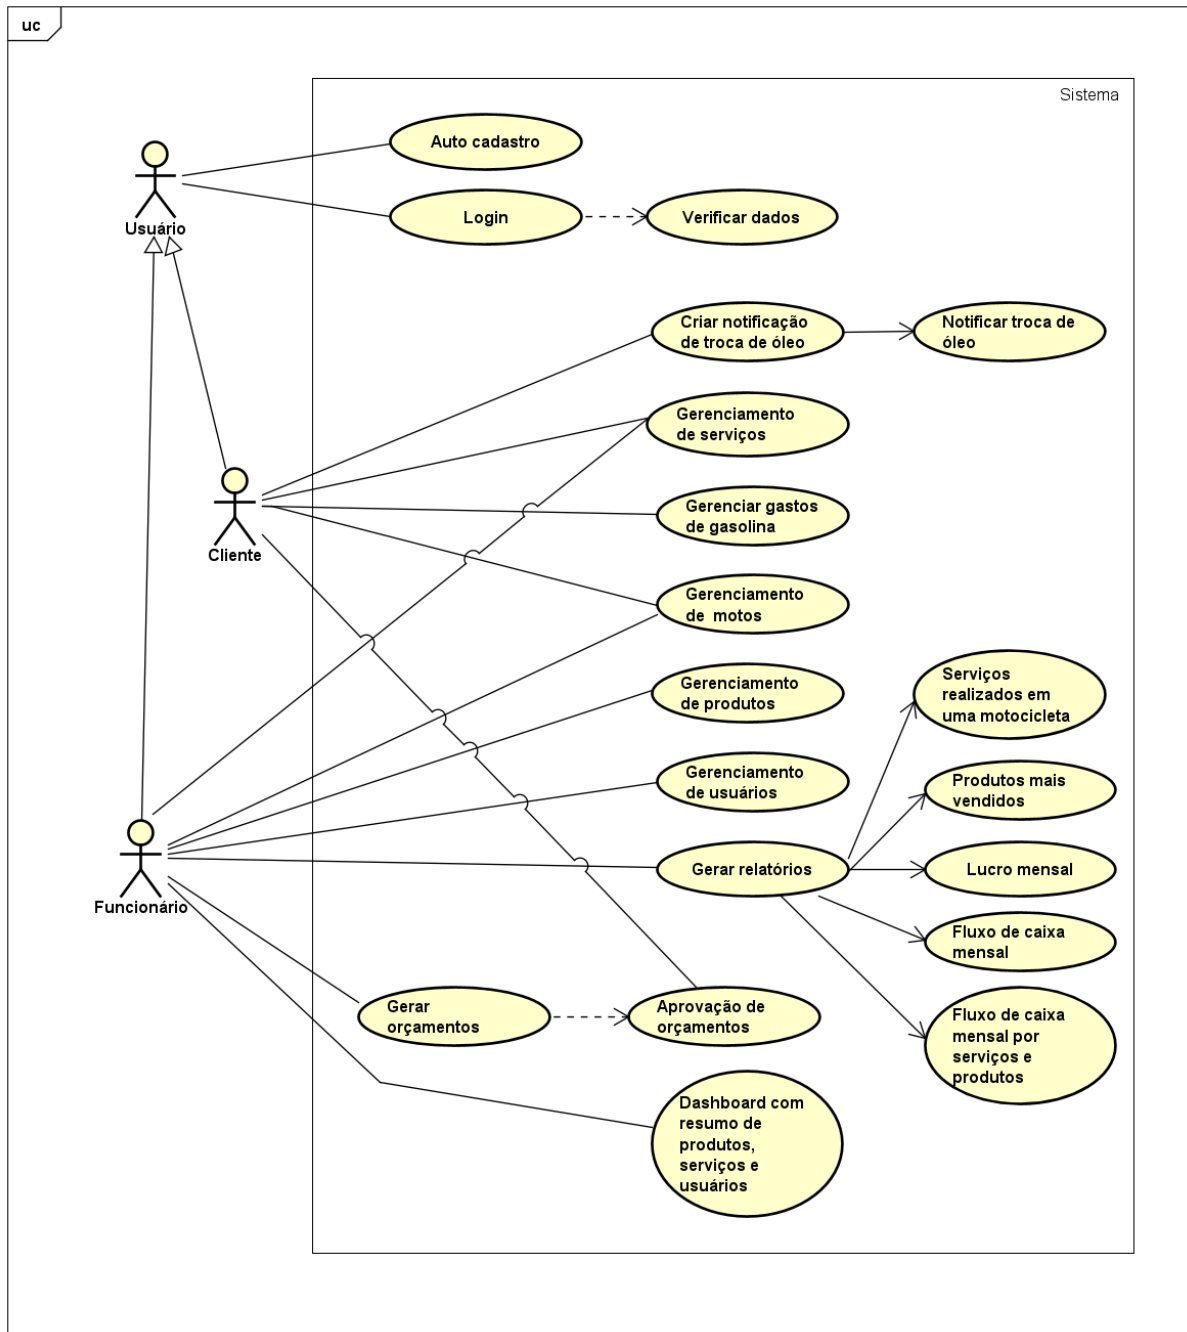 uc
Sistema
Auto cadastro
Usuário
Login
Verificar dados
Criar notificação
de troca de óleo
Notificar troca de
óleo
Gerenciamento
de serviços
Cliente
Gerenciar gastos
de gasolina
Gerenciamento
de motos
Gerenciamento
de produtos
Serviços
realizados em
uma motocicleta
Gerenciamento
de usuários
Produtos mais
vendidos
Funcionário
Gerar relatórios
Lucro mensal
Fluxo de caixa
mensal
Gerar
orçamentos
Aprovação de
orçamentos
Fluxo de caixa
mensal por
serviços e
produtos
Dashboard com
resumo de
produtos,
serviços e
usuários